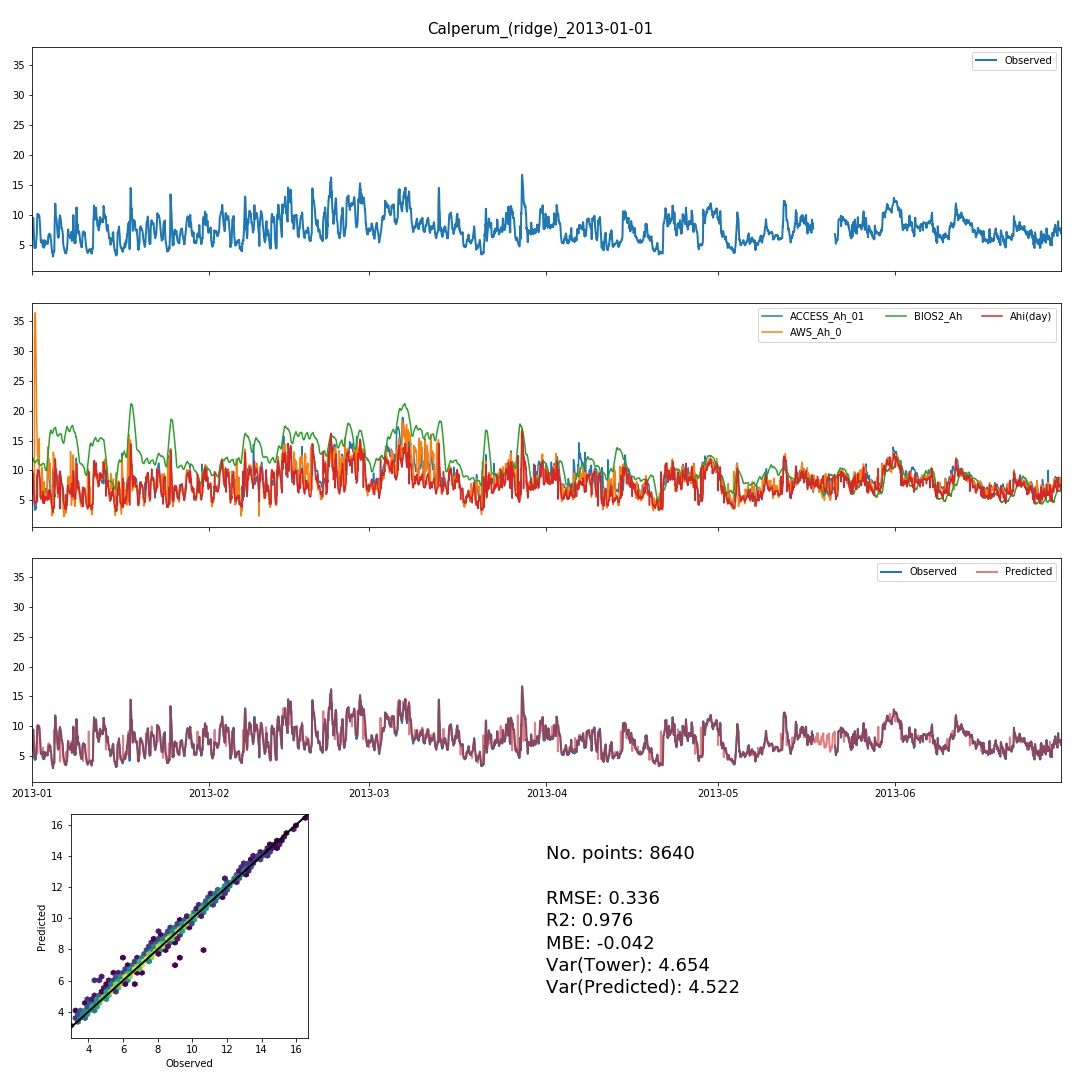 Calperum_(ridge)_2013-01-01
Observed
35
30
25
20
15
10
5
ACCESS_Ah_01 BIOS2_Ah Ahi(day)
AWS_Ah_0
35
30
25
20
15
10
5
Observed Predicted
35
30
25
20
15
10
5
2013-01 2013-02 2013-03 2013-04 2013-05 2013-06
16
14
12
10
8
6
4
Predicted
4 6 8 10 12 14 16
Observed
No. points: 8640
RMSE: 0.336
R2: 0.976
MBE: -0.042
Var(Tower): 4.654
Var(Predicted): 4.522